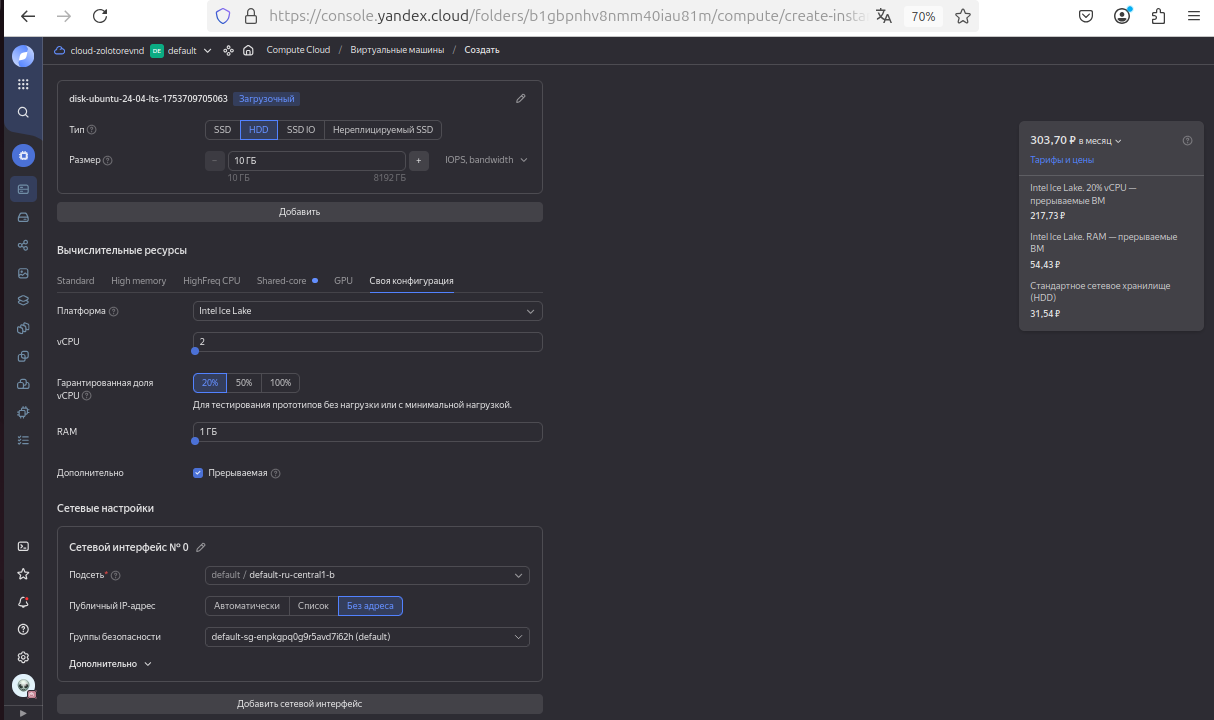 https://console.yandex.cloud/folders/b1gbpnhv8nmm40iau81m/compute/create-insta
70%
cloud-zolotorevnd DE default Compute Cloud / Виртуальные машины / Создать
disk-ubuntu-24-04-lts-1753709705063 Загрузочный
Тип SSD HDD SSD IO Нереплицируемый SSD
Размер − 10 ГБ + IOPS, bandwidth
10 ГБ 8192 ГБ
Добавить
Вычислительные ресурсы
Standard High memory HighFreq CPU Shared-core GPU Своя конфигурация
Платформа Intel Ice Lake
vCPU 2
Гарантированная доля
vCPU
20% 50% 100%
Для тестирования прототипов без нагрузки или с минимальной нагрузкой.
RAM 1 ГБ
Дополнительно Прерываемая
Сетевые настройки
Сетевой интерфейс № 0
Подсеть* default / default-ru-central1-b
Публичный IP-адрес Автоматически Список Без адреса
Группы безопасности default-sg-enpkgpq0g9r5avd7i62h (default)
Дополнительно
Добавить сетевой интерфейс
303,70 ₽ в месяц
Тарифы и цены
Intel Ice Lake. 20% vCPU —
прерываемые ВМ
217,73 ₽
Intel Ice Lake. RAM — прерываемые
ВМ
54,43 ₽
Стандартное сетевое хранилище
(HDD)
31,54 ₽